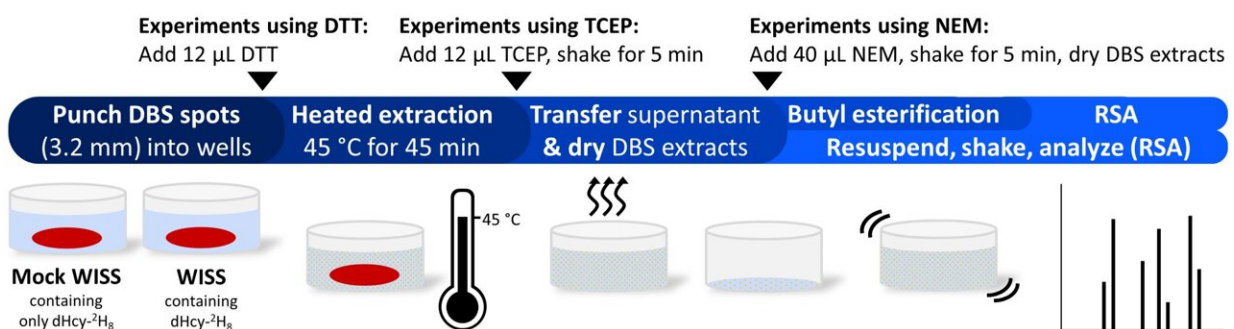 Experiments using DTT:
Add 12 µL DTT
Experiments using TCEP:
Add 12 µL TCEP, shake for 5 min
Experiments using NEM:
Add 40 µL NEM, shake for 5 min, dry DBS extracts
Punch DBS spots
(3.2 mm) into wells
Heated extraction
45 °C for 45 min
Transfer supernatant
& dry DBS extracts
Butyl esterification
RSA
Resuspend, shake, analyze (RSA)
45 °C
Mock WISS
containing
only dHcy-²H₈
WISS
containing
dHcy-²H₈